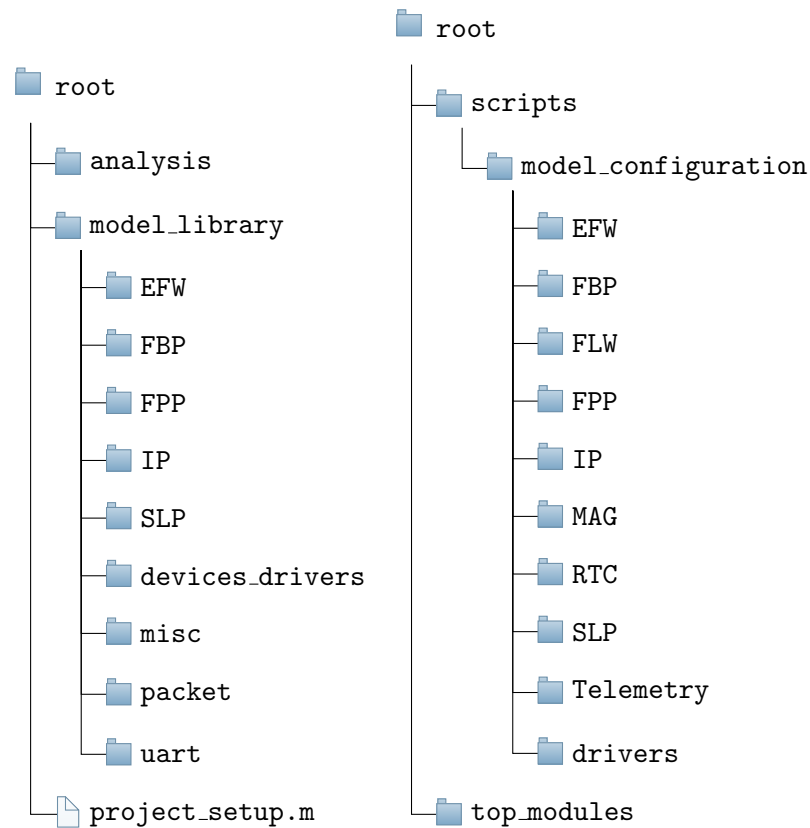 root
analysis
model_library
EFW
FBP
FPP
IP
SLP
devices_drivers
misc
packet
uart
project_setup.m
root
scripts
model_configuration
EFW
FBP
FLW
FPP
IP
MAG
RTC
SLP
Telemetry
drivers
top_modules